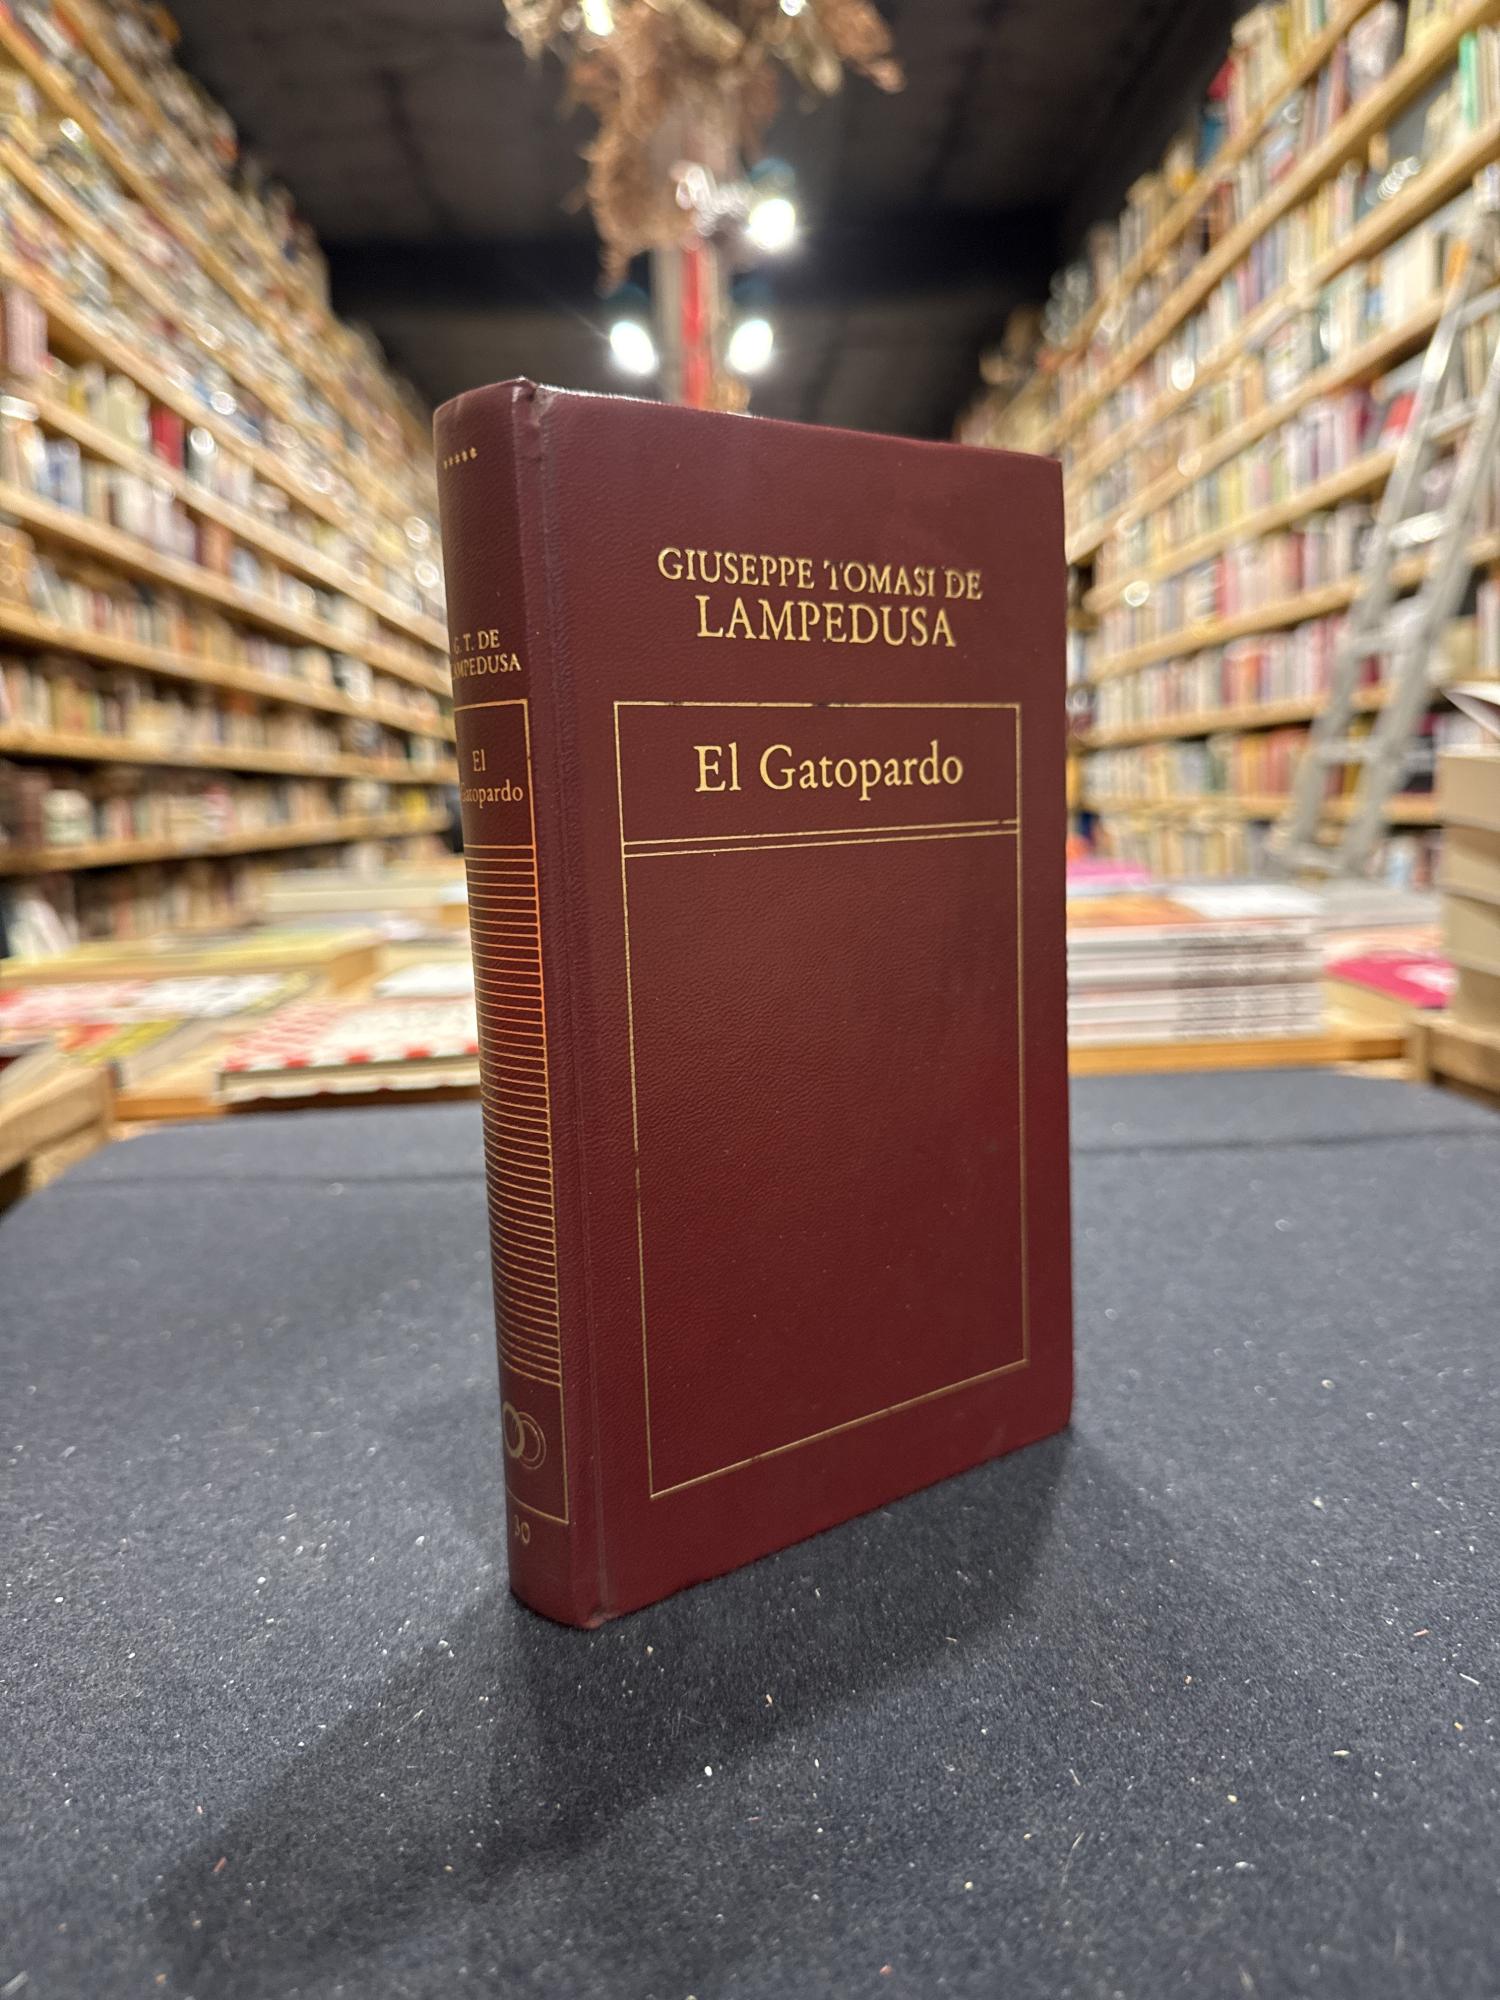 GIUSEPPE TOMASI DE
LAMPEDUSA
El Gatopardo
G. T. DE
LAMPEDUSA
El
Gatopardo
30